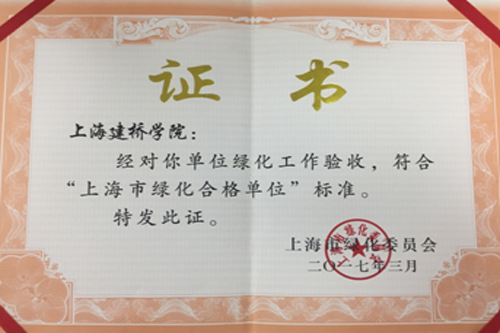 证书
上海建桥学院：
经对你单位绿化工作验收，符合
“上海市绿化合格单位”标准。
特发此证。
上海市绿化委员会
二〇一七年三月